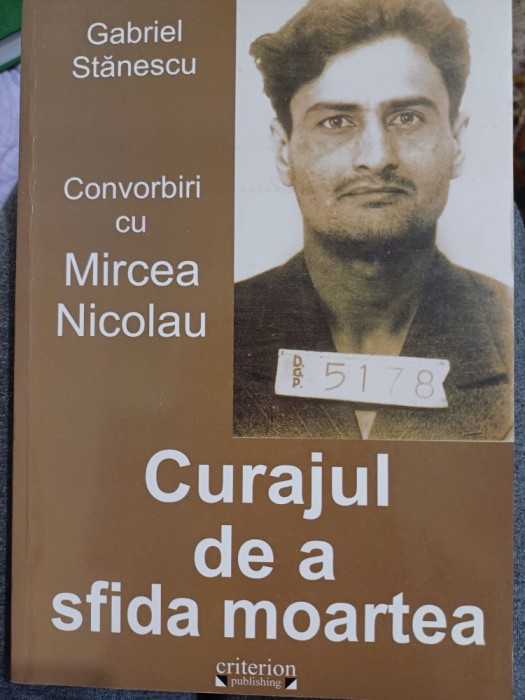 Gabriel
Stănescu
Convorbiri
cu
Mircea
Nicolau
D.G.P. 5178
Curajul
de a
sfida moartea
criterion
publishing